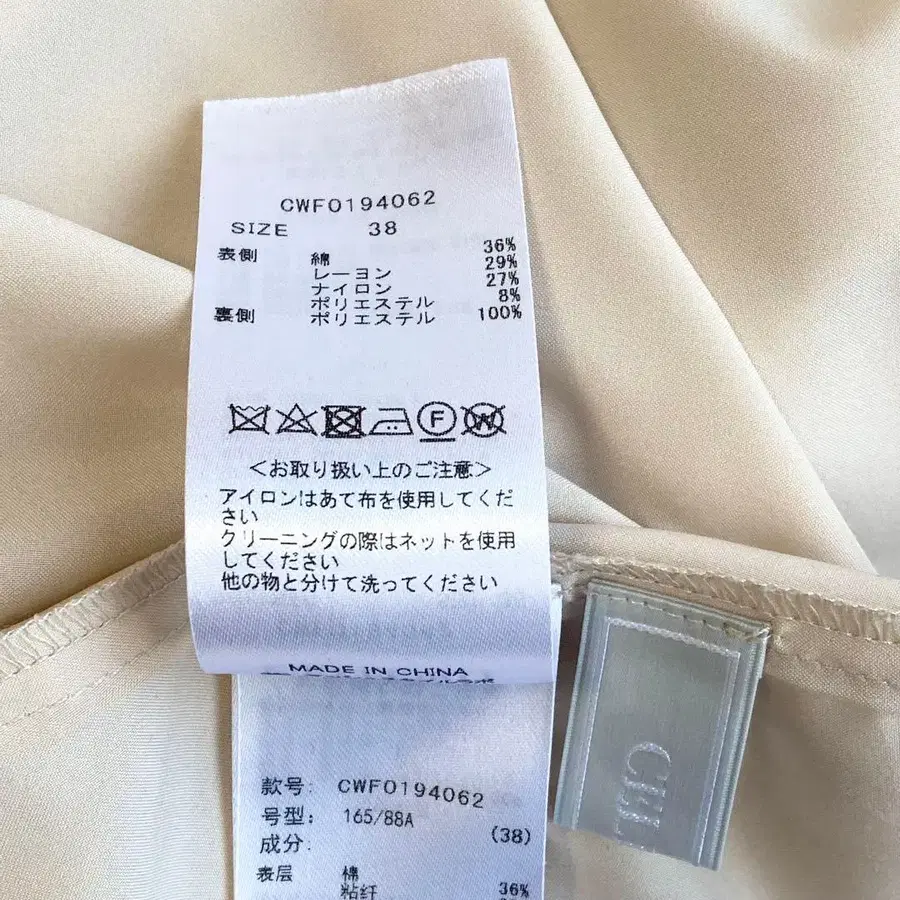 CWF0194062
SIZE 38
表側 綿 36%
レーヨン 29%
ナイロン 27%
ポリエステル 8%
裏側 ポリエステル 100%
F
W
<お取り扱い上のご注意>
アイロンはあて布を使用してくだ
さい
クリーニングの際はネットを使用
してください
他の物と分けて洗ってください
MADE IN CHINA
款号: CWF0194062
号型: 165/88A (38)
成分:
表层 棉 36%
粘纤
CEL